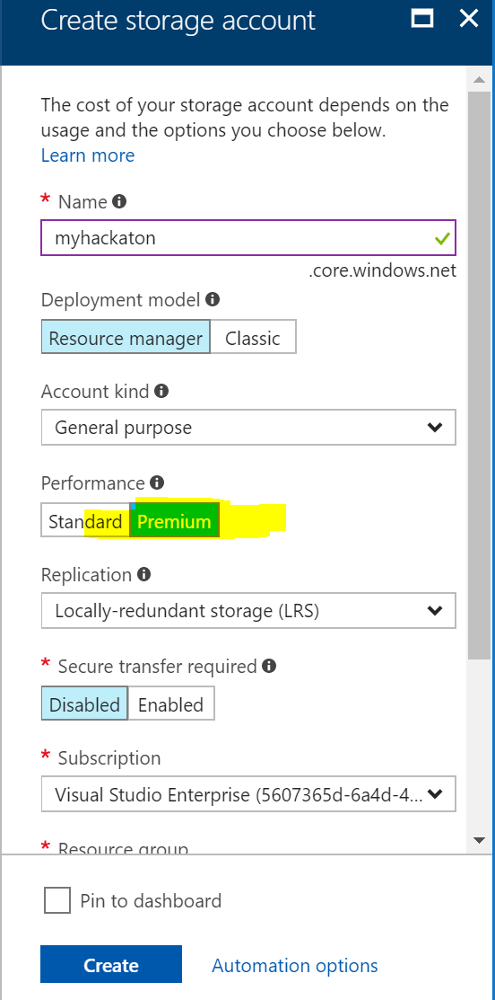 Create storage account
The cost of your storage account depends on the
usage and the options you choose below.
Learn more
* Name
myhackaton
.core.windows.net
Deployment model
Resource manager Classic
Account kind
General purpose
Performance
Standard Premium
Replication
Locally-redundant storage (LRS)
* Secure transfer required
Disabled Enabled
* Subscription
Visual Studio Enterprise (5607365d-6a4d-4...
* Resource group
Pin to dashboard
Create Automation options